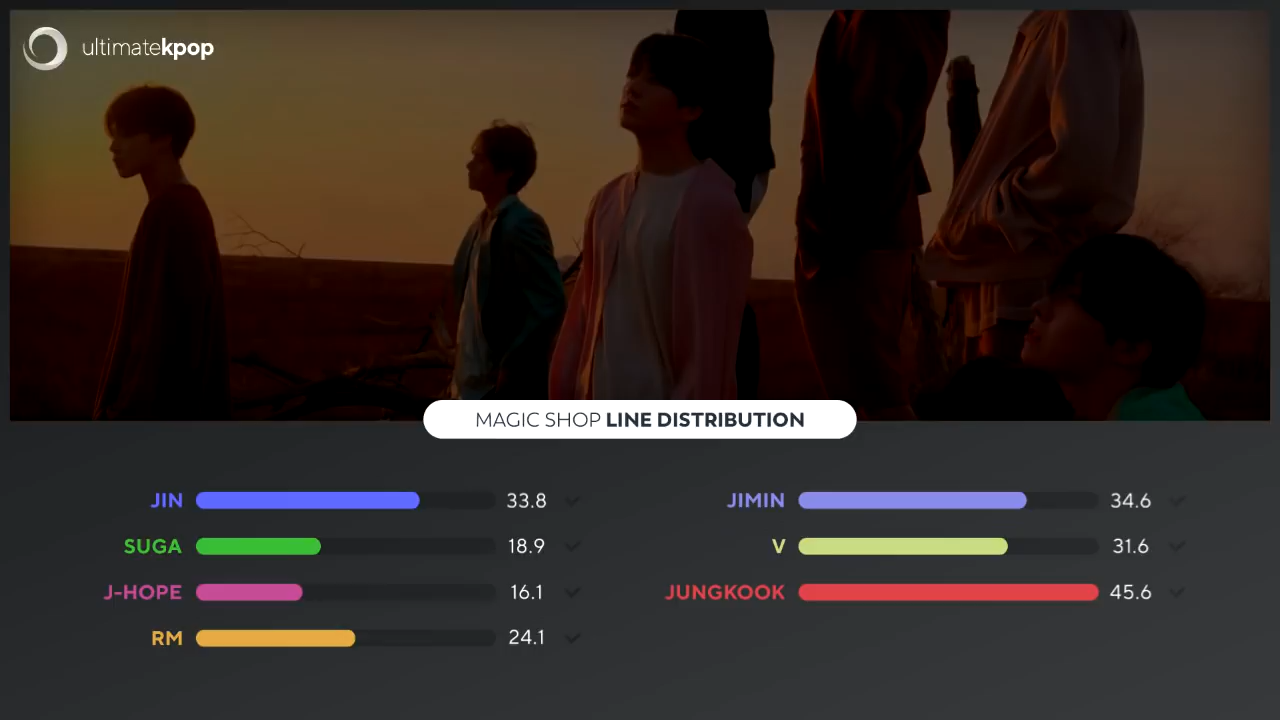 ultimatekpop
MAGIC SHOP LINE DISTRIBUTION
JIN 33.8
SUGA 18.9
J-HOPE 16.1
RM 24.1
JIMIN 34.6
V 31.6
JUNGKOOK 45.6